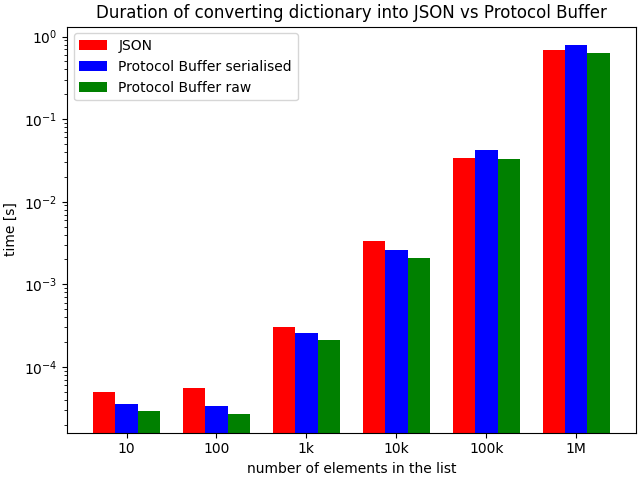 Duration of converting dictionary into JSON vs Protocol Buffer
JSON
Protocol Buffer serialised
Protocol Buffer raw
10⁰
10⁻¹
10⁻²
10⁻³
10⁻⁴
time [s]
10 100 1k 10k 100k 1M
number of elements in the list